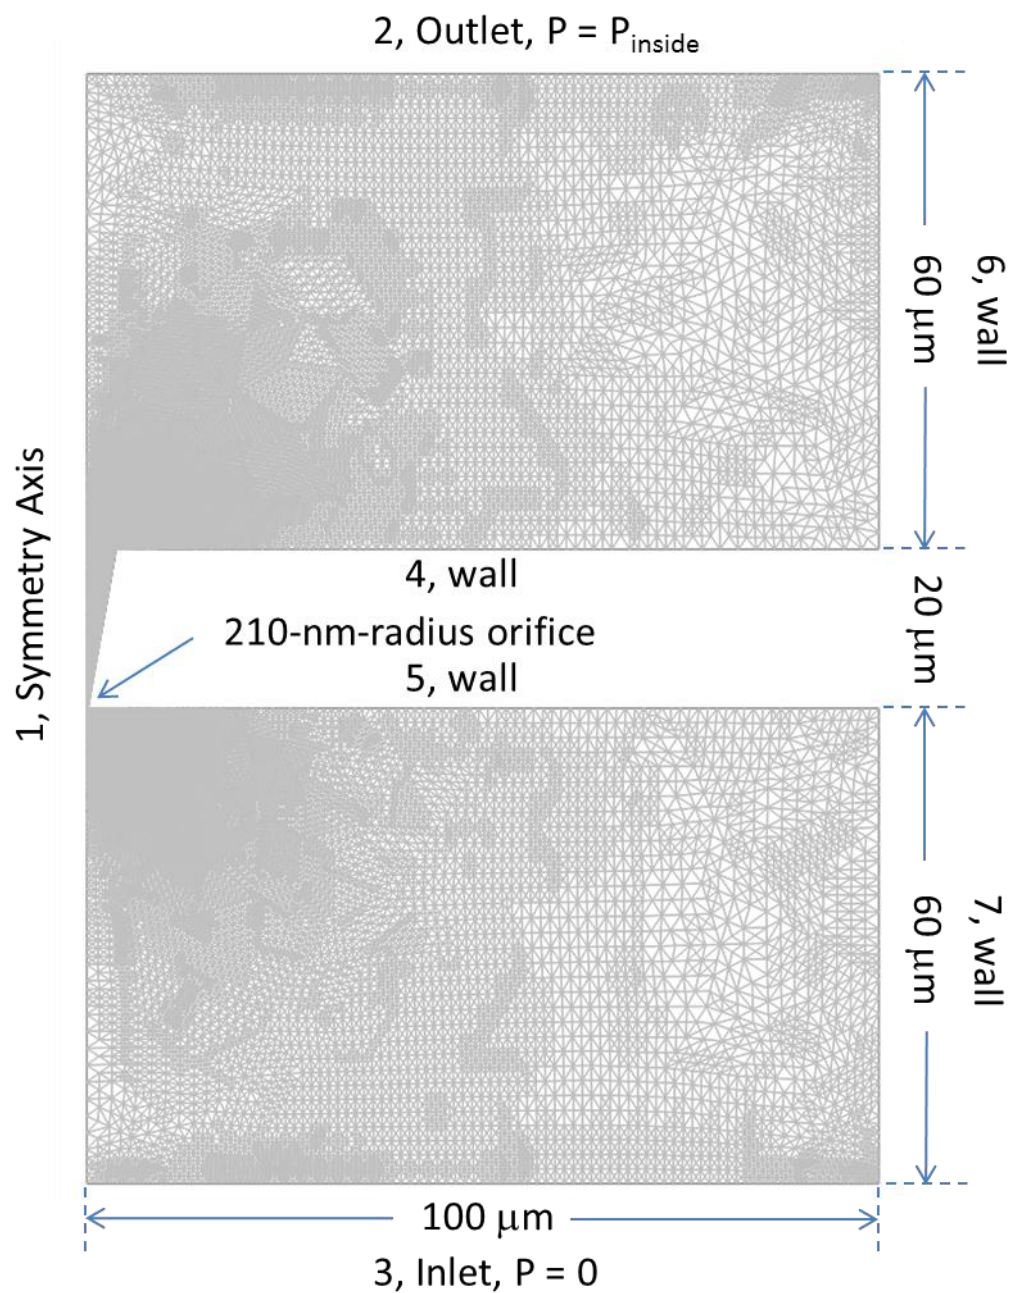 2, Outlet, P = Pinside
6, wall
60 μm
1, Symmetry Axis
4, wall
20 μm
210-nm-radius orifice
5, wall
7, wall
60 μm
100 μm
3, Inlet, P = 0